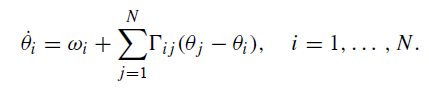 θ̇ᵢ = ωᵢ + ∑ⱼ₌₁ᴺ Γᵢⱼ(θⱼ − θᵢ), i = 1, . . . , N.